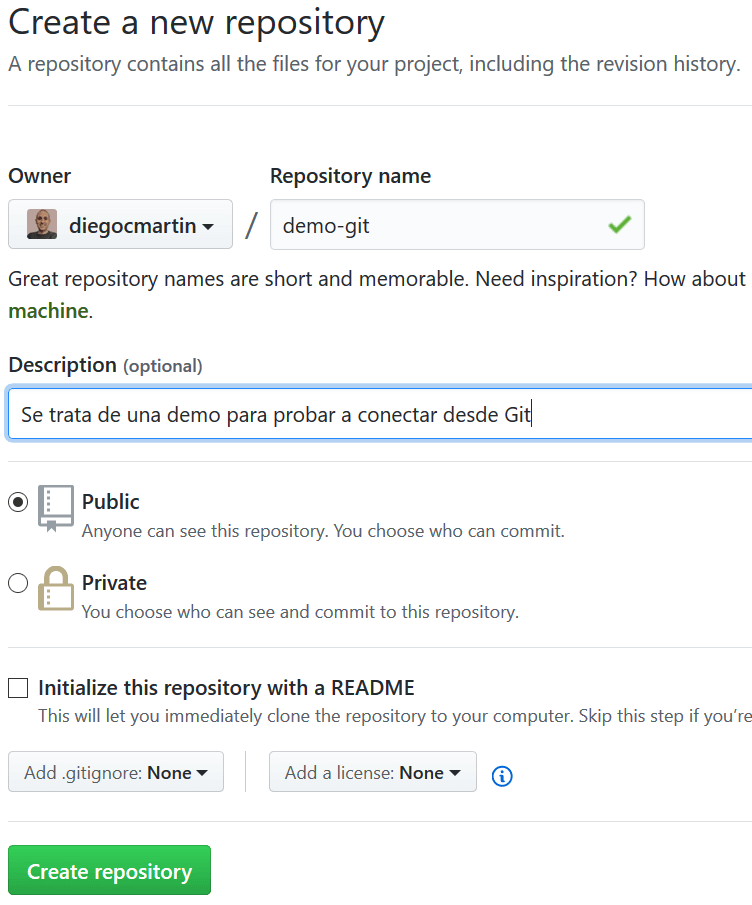 Create a new repository
A repository contains all the files for your project, including the revision history.
Owner
Repository name
diegocmartin
/
demo-git
Great repository names are short and memorable. Need inspiration? How about
machine.
Description (optional)
Se trata de una demo para probar a conectar desde Git
Public
Anyone can see this repository. You choose who can commit.
Private
You choose who can see and commit to this repository.
Initialize this repository with a README
This will let you immediately clone the repository to your computer. Skip this step if you’re
Add .gitignore: None
Add a license: None
Create repository